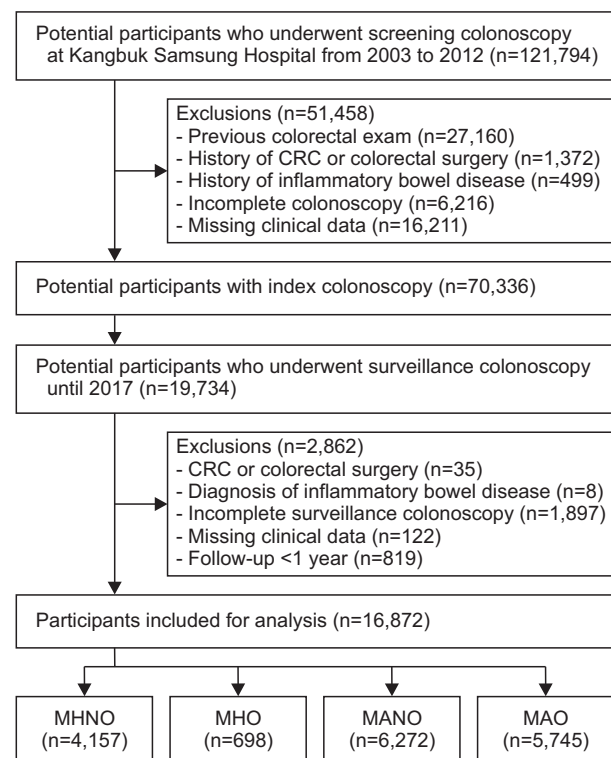 Potential participants who underwent screening colonoscopy
at Kangbuk Samsung Hospital from 2003 to 2012 (n=121,794)
Exclusions (n=51,458)
- Previous colorectal exam (n=27,160)
- History of CRC or colorectal surgery (n=1,372)
- History of inflammatory bowel disease (n=499)
- Incomplete colonoscopy (n=6,216)
- Missing clinical data (n=16,211)
Potential participants with index colonoscopy (n=70,336)
Potential participants who underwent surveillance colonoscopy
until 2017 (n=19,734)
Exclusions (n=2,862)
- CRC or colorectal surgery (n=35)
- Diagnosis of inflammatory bowel disease (n=8)
- Incomplete surveillance colonoscopy (n=1,897)
- Missing clinical data (n=122)
- Follow-up <1 year (n=819)
Participants included for analysis (n=16,872)
MHNO
(n=4,157)
MHO
(n=698)
MANO
(n=6,272)
MAO
(n=5,745)